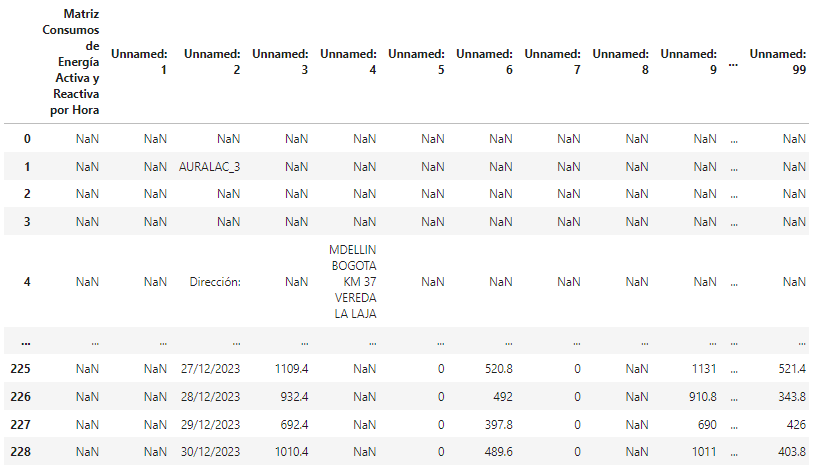 Matriz
Consumos
de
Energía
Activa y
Reactiva
por Hora
Unnamed: 1 Unnamed: 2 Unnamed: 3 Unnamed: 4 Unnamed: 5 Unnamed: 6 Unnamed: 7 Unnamed: 8 Unnamed: 9 ... Unnamed: 99
0 NaN NaN NaN NaN NaN NaN NaN NaN NaN NaN ... NaN
1 NaN NaN AURALAC_3 NaN NaN NaN NaN NaN NaN NaN ... NaN
2 NaN NaN NaN NaN NaN NaN NaN NaN NaN NaN ... NaN
3 NaN NaN NaN NaN NaN NaN NaN NaN NaN NaN ... NaN
MDELLIN
BOGOTA
4 NaN NaN Dirección: NaN KM 37 NaN NaN NaN NaN NaN ... NaN
VEREDA
LA LAJA
... ... ... ... ... ... ... ... ... ... ... ... ...
225 NaN NaN 27/12/2023 1109.4 NaN 0 520.8 0 NaN 1131 ... 521.4
226 NaN NaN 28/12/2023 932.4 NaN 0 492 0 NaN 910.8 ... 343.8
227 NaN NaN 29/12/2023 692.4 NaN 0 397.8 0 NaN 690 ... 426
228 NaN NaN 30/12/2023 1010.4 NaN 0 489.6 0 NaN 1011 ... 403.8